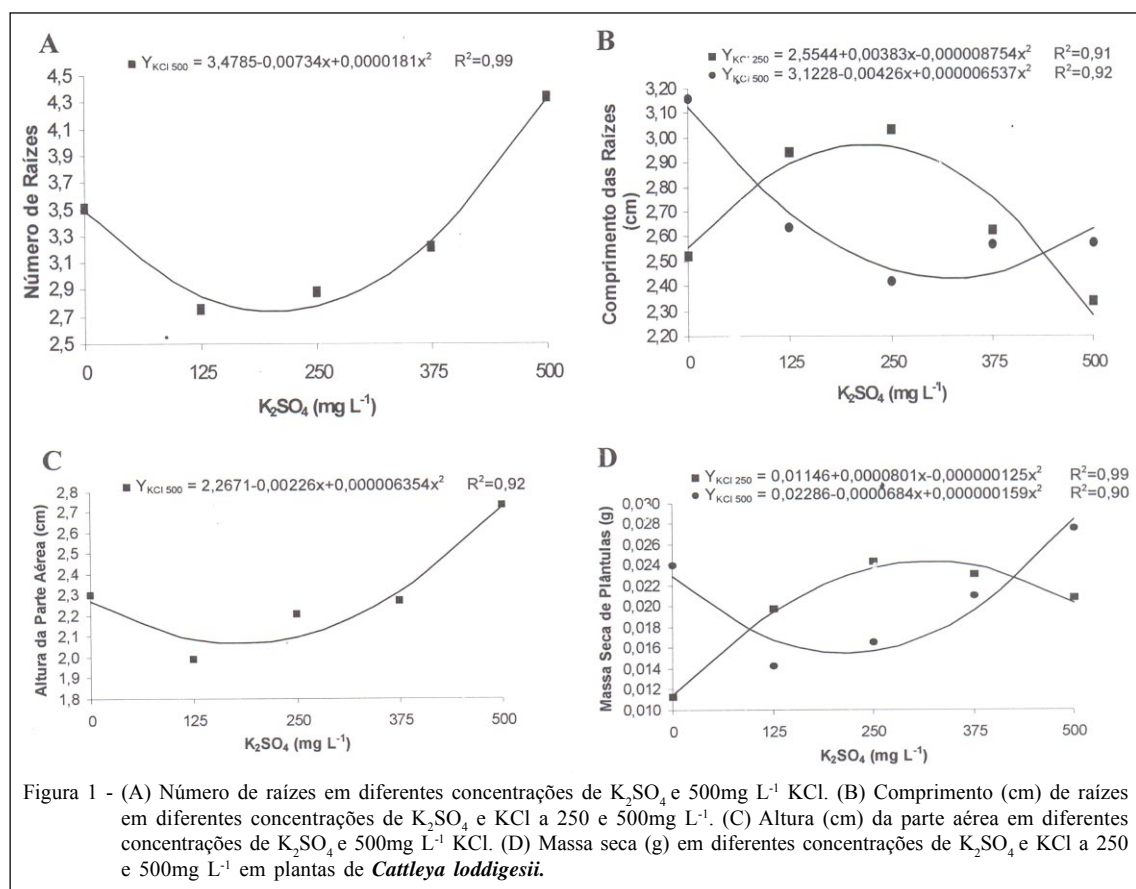 A
■ Y KCl 500 = 3,4785-0,00734x+0,0000181x² R²=0,99
Número de Raízes
4,5
4,3
4,1
3,9
3,7
3,5
3,3
3,1
2,9
2,7
2,5
0 125 250 375 500
K₂SO₄ (mg L⁻¹)
B
■ Y KCl 250 = 2,5544+0,00383x-0,000008754x² R²=0,91
● Y KCl 500 = 3,1228-0,00426x+0,000006537x² R²=0,92
Comprimento das Raízes
(cm)
3,20
3,10
3,00
2,90
2,80
2,70
2,60
2,50
2,40
2,30
2,20
0 125 250 375 500
K₂SO₄ (mg L⁻¹)
C
■ Y KCl 500 = 2,2671-0,00226x+0,000006354x² R²=0,92
Altura da Parte Aérea (cm)
2,8
2,7
2,6
2,5
2,4
2,3
2,2
2,1
2,0
1,9
1,8
0 125 250 375 500
K₂SO₄ (mg L⁻¹)
D
■ Y KCl 250 = 0,01146+0,0000801x-0,000000125x² R²=0,99
● Y KCl 500 = 0,02286-0,0000684x+0,000000159x² R²=0,90
Massa Seca de Plântulas (g)
0,030
0,028
0,026
0,024
0,022
0,020
0,018
0,016
0,014
0,012
0,010
0 125 250 375 500
K₂SO₄ (mg L⁻¹)
Figura 1 - (A) Número de raízes em diferentes concentrações de K₂SO₄ e 500mg L⁻¹ KCl. (B) Comprimento (cm) de raízes
em diferentes concentrações de K₂SO₄ e KCl a 250 e 500mg L⁻¹. (C) Altura (cm) da parte aérea em diferentes
concentrações de K₂SO₄ e 500mg L⁻¹ KCl. (D) Massa seca (g) em diferentes concentrações de K₂SO₄ e KCl a 250
e 500mg L⁻¹ em plantas de Cattleya loddigesii.